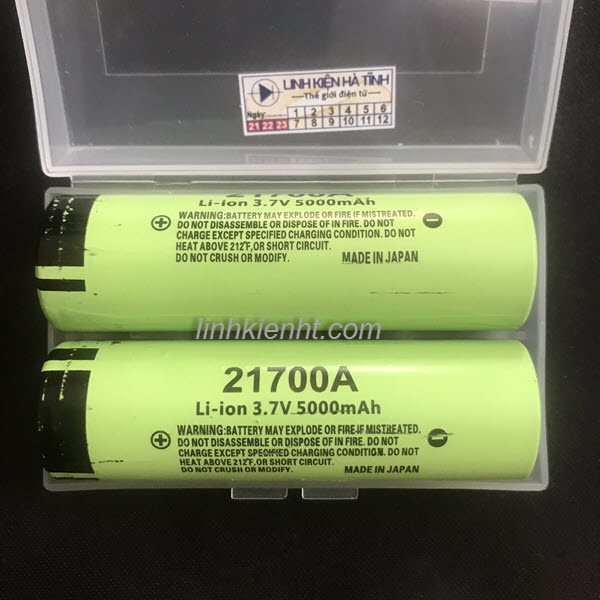 LINH KIỆN HÀ TĨNH
Thế giới điện tử
Ngày:
1 2 3 4 5 6
21 22 23 7 8 9 10 11 12
21700A
Li-ion 3.7V 5000mAh
WARNING:BATTERY MAY EXPLODE OR FIRE IF MISTREATED.
DO NOT DISASSEMBLE OR DISPOSE OF IN FIRE. DO NOT
CHARGE EXCEPT SPECIFIED CHARGING CONDITION. DO NOT
HEAT ABOVE 212°F,OR SHORT CIRCUIT.
DO NOT CRUSH OR MODIFY. MADE IN JAPAN
linhkienht.com
21700A
Li-ion 3.7V 5000mAh
WARNING:BATTERY MAY EXPLODE OR FIRE IF MISTREATED.
DO NOT DISASSEMBLE OR DISPOSE OF IN FIRE. DO NOT
CHARGE EXCEPT SPECIFIED CHARGING CONDITION. DO NOT
HEAT ABOVE 212°F,OR SHORT CIRCUIT.
DO NOT CRUSH OR MODIFY. MADE IN JAPAN